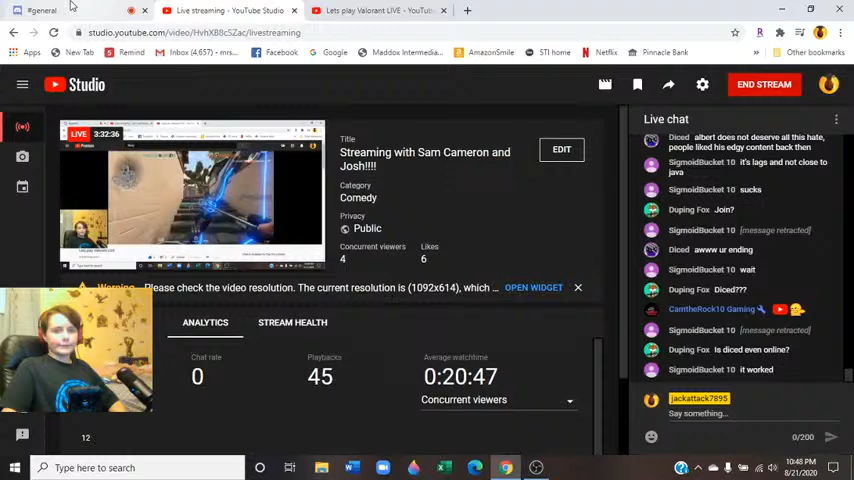 #general
Live streaming - YouTube Studio
Lets play Valorant LIVE - YouTu
studio.youtube.com/video/HvhXB8cSZac/livestreaming
Apps
New Tab
Remind
Inbox (4,657) - mrs...
Facebook
Google
Maddox Intermedia...
AmazonSmile
STI home
Netflix
Pinnacle Bank
Other bookmarks
Studio
END STREAM
LIVE
3:32:36
Title
Streaming with Sam Cameron and
Josh!!!!
EDIT
Category
Comedy
Privacy
Public
Concurrent viewers
4
Likes
6
Warning
Please check the video resolution. The current resolution is (1092x614), which ...
OPEN WIDGET
ANALYTICS
STREAM HEALTH
Chat rate
0
Playbacks
45
Average watchtime
0:20:47
Concurrent viewers
12
Live chat
Diced albert does not deserve all this hate,
people liked his edgy content back then
SigmoidBucket 10 it's lags and not close to
java
SigmoidBucket 10 sucks
Duping Fox Join?
SigmoidBucket 10 [message retracted]
Diced awww ur ending
SigmoidBucket 10 wait
Duping Fox Diced???
CamtheRock10 Gaming
SigmoidBucket 10 [message retracted]
Duping Fox Is diced even online?
SigmoidBucket 10 it worked
jackattack7895
Say something...
0/200
Type here to search
10:48 PM
8/21/2020